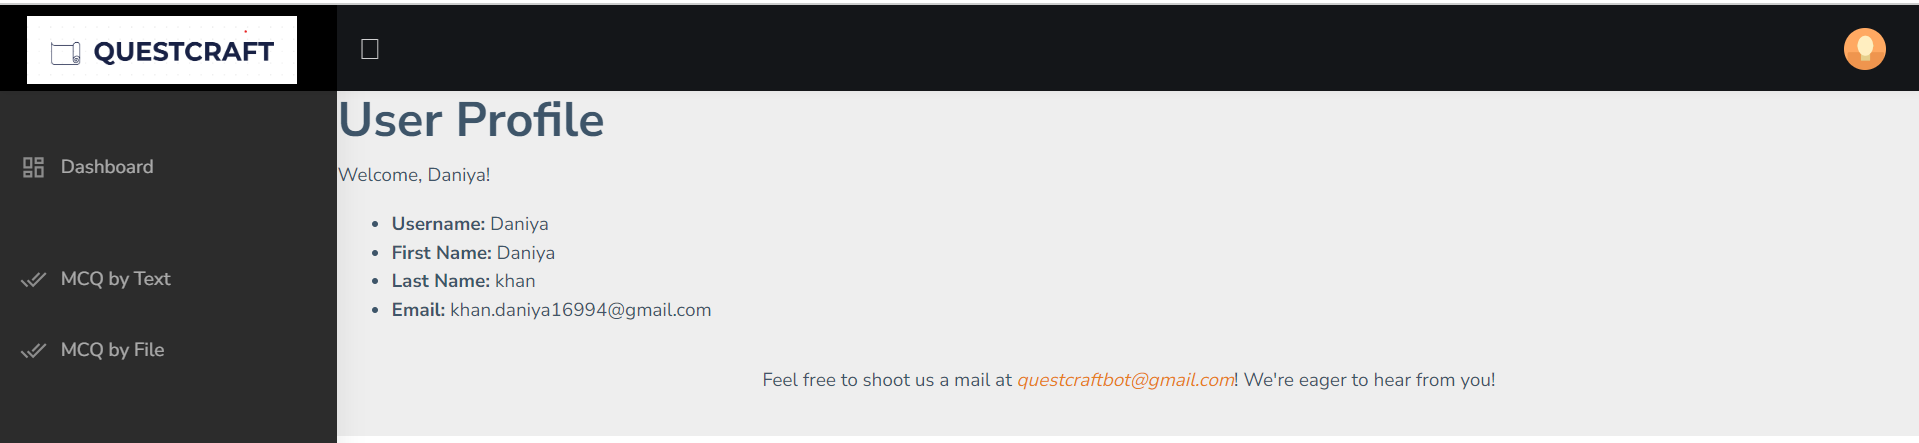 QUESTCRAFT
User Profile
Welcome, Daniya!
Dashboard
Username: Daniya
First Name: Daniya
MCQ by Text
Last Name: khan
Email: khan.daniya16994@gmail.com
MCQ by File
Feel free to shoot us a mail at questcraftbot@gmail.com! We're eager to hear from you!